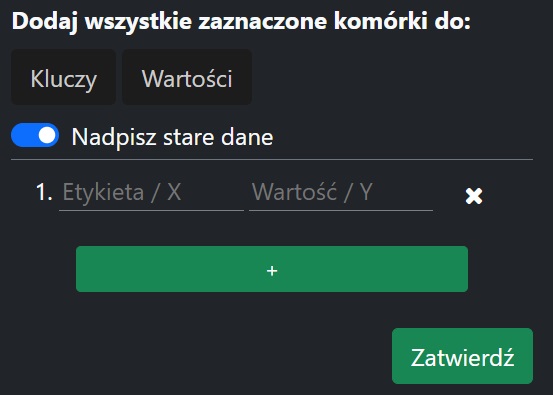 Dodaj wszystkie zaznaczone komórki do:
Kluczy Wartości
Nadpisz stare dane
1. Etykieta / X Wartość / Y ✖
+
Zatwierdź